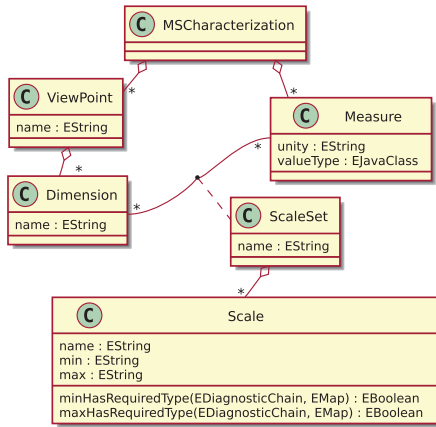 C MSCharacterization
C ViewPoint
name : EString
*
*
C Measure
unity : EString
valueType : EJavaClass
*
*
C Dimension
name : EString
*
C ScaleSet
name : EString
*
C Scale
name : EString
min : EString
max : EString
minHasRequiredType(EDiagnosticChain, EMap) : EBoolean
maxHasRequiredType(EDiagnosticChain, EMap) : EBoolean